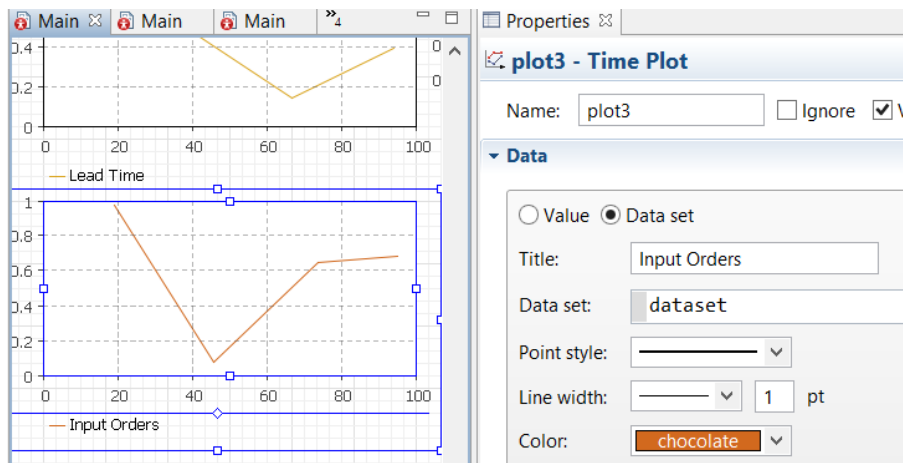 Main Main Main »4
0.4
0
0.2
0
0
0 20 40 60 80 100
Lead Time
1
0.8
0.6
0.4
0.2
0
0 20 40 60 80 100
Input Orders
Properties
plot3 - Time Plot
Name: plot3 Ignore V
Data
Value Data set
Title: Input Orders
Data set: dataset
Point style:
Line width: 1 pt
Color: chocolate